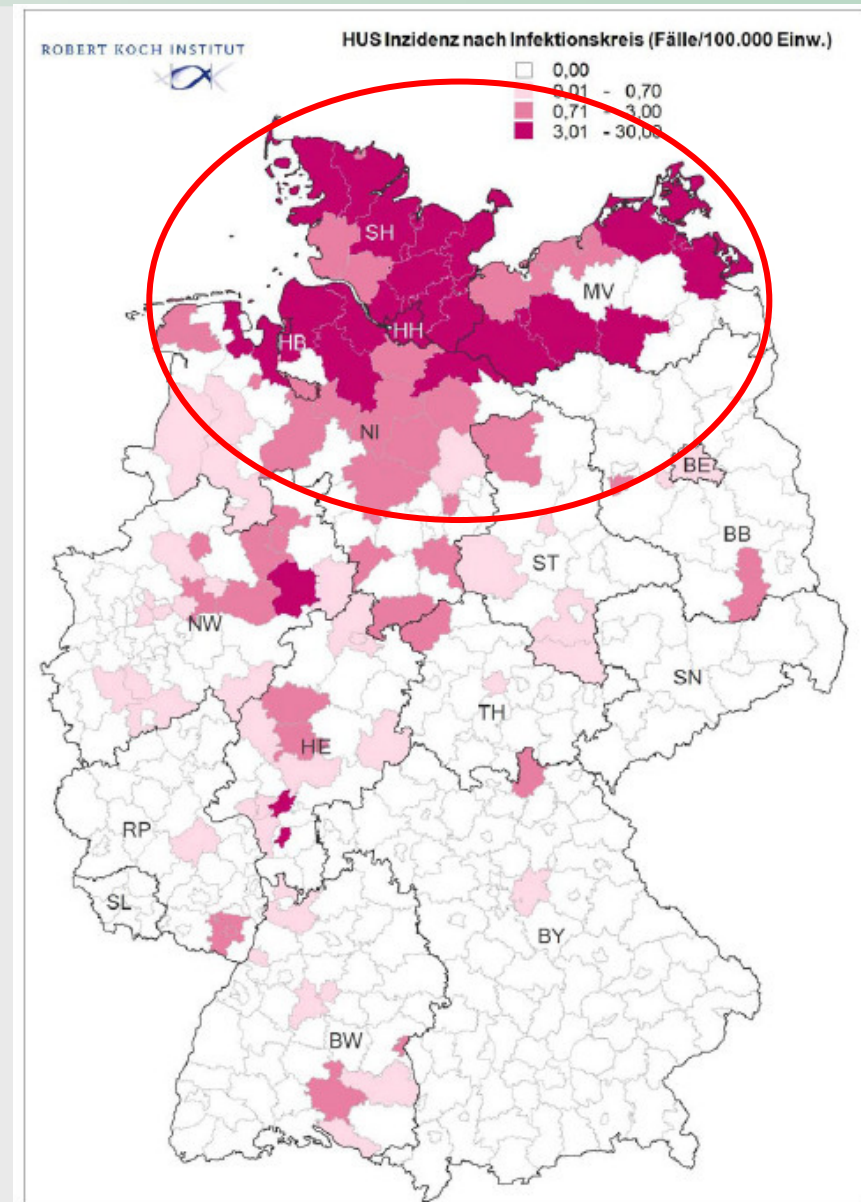 ROBERT KOCH INSTITUT
HUS Inzidenz nach Infektionskreis (Fälle/100.000 Einw.)
0,00
0,01 - 0,70
0,71 - 3,00
3,01 - 30,00
SH
MV
HH
HB
NI
BE
BB
ST
NW
SN
TH
HE
RP
SL
BY
BW